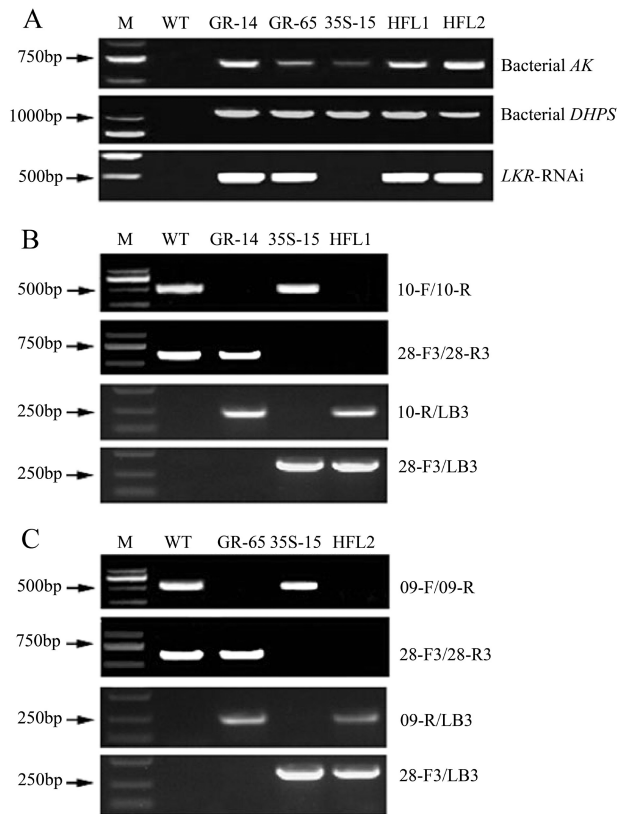 A
M WT GR-14 GR-65 35S-15 HFL1 HFL2
750bp Bacterial AK
1000bp Bacterial DHPS
500bp LKR-RNAi
B
M WT GR-14 35S-15 HFL1
500bp 10-F/10-R
750bp 28-F3/28-R3
250bp 10-R/LB3
250bp 28-F3/LB3
C
M WT GR-65 35S-15 HFL2
500bp 09-F/09-R
750bp 28-F3/28-R3
250bp 09-R/LB3
250bp 28-F3/LB3